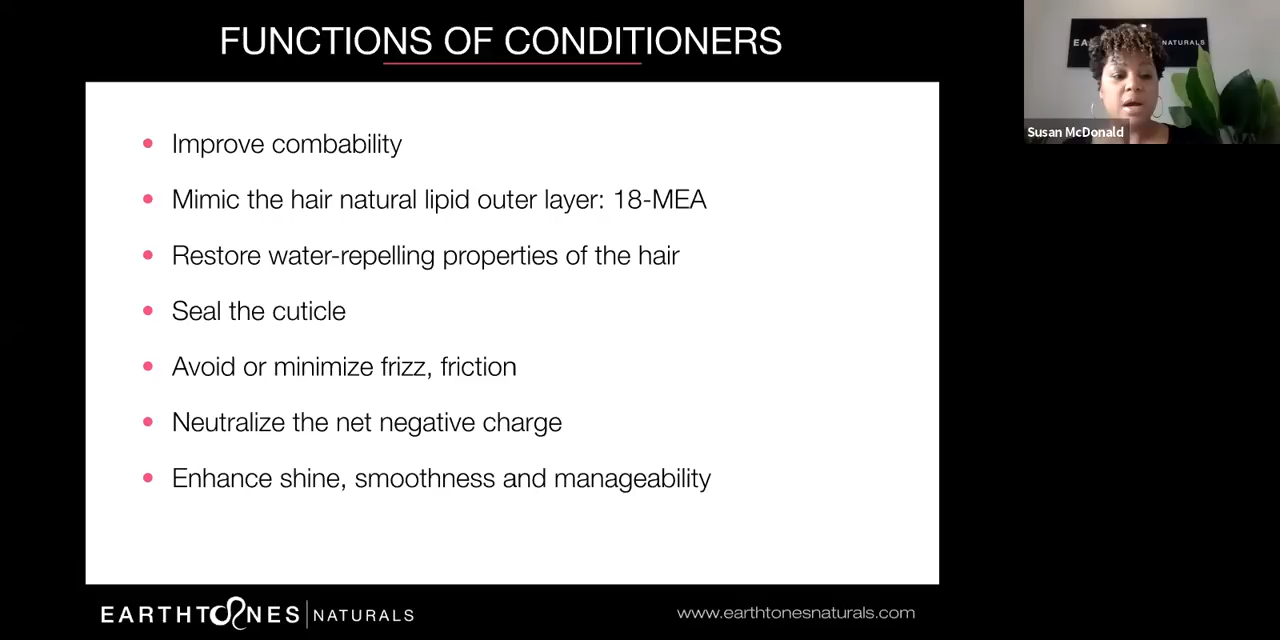 FUNCTIONS OF CONDITIONERS
Improve combability
Mimic the hair natural lipid outer layer: 18-MEA
Restore water-repelling properties of the hair
Seal the cuticle
Avoid or minimize frizz, friction
Neutralize the net negative charge
Enhance shine, smoothness and manageability
EARTHTONES NATURALS
www.earthtonesnaturals.com
EA NATURALS
Susan McDonald